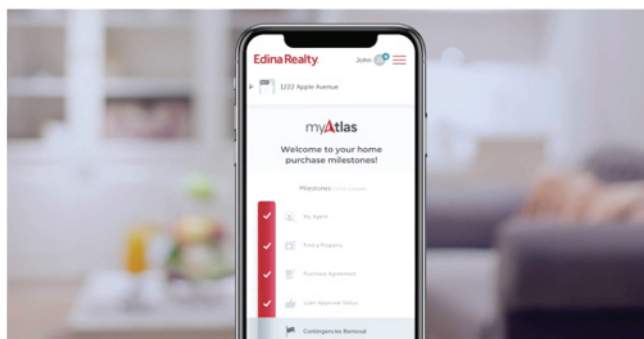 Edina Realty
John
1222 Apple Avenue
myAtlas
Welcome to your home
purchase milestones!
Milestones
My Agent
Find a Property
Purchase Agreement
Loan Approval Status
Contingencies Removal